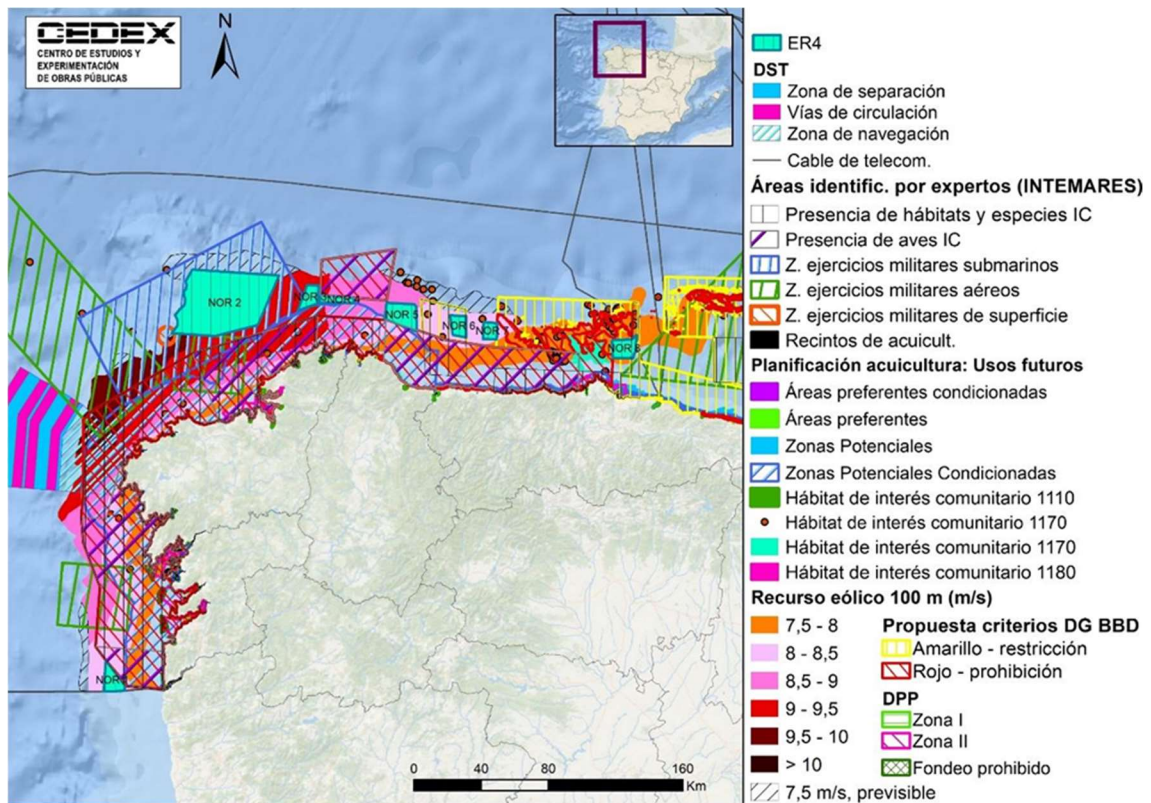 CEDEX
CENTRO DE ESTUDIOS Y
EXPERIMENTACIÓN
DE OBRAS PÚBLICAS
N
NOR 2
NOR
NOR 4
NOR 5
NOR 6
NOR
NOR
0 40 80 160
Km
ER4
DST
Zona de separación
Vías de circulación
Zona de navegación
Cable de telecom.
Áreas identific. por expertos (INTEMARES)
Presencia de hábitats y especies IC
Presencia de aves IC
Z. ejercicios militares submarinos
Z. ejercicios militares aéreos
Z. ejercicios militares de superficie
Recintos de acuicult.
Planificación acuicultura: Usos futuros
Áreas preferentes condicionadas
Áreas preferentes
Zonas Potenciales
Zonas Potenciales Condicionadas
Hábitat de interés comunitario 1110
Hábitat de interés comunitario 1170
Hábitat de interés comunitario 1170
Hábitat de interés comunitario 1180
Recurso eólico 100 m (m/s)
7,5 - 8
8 - 8,5
8,5 - 9
9 - 9,5
9,5 - 10
> 10
7,5 m/s, previsible
Propuesta criterios DG BBD
Amarillo - restricción
Rojo - prohibición
DPP
Zona I
Zona II
Fondeo prohibido